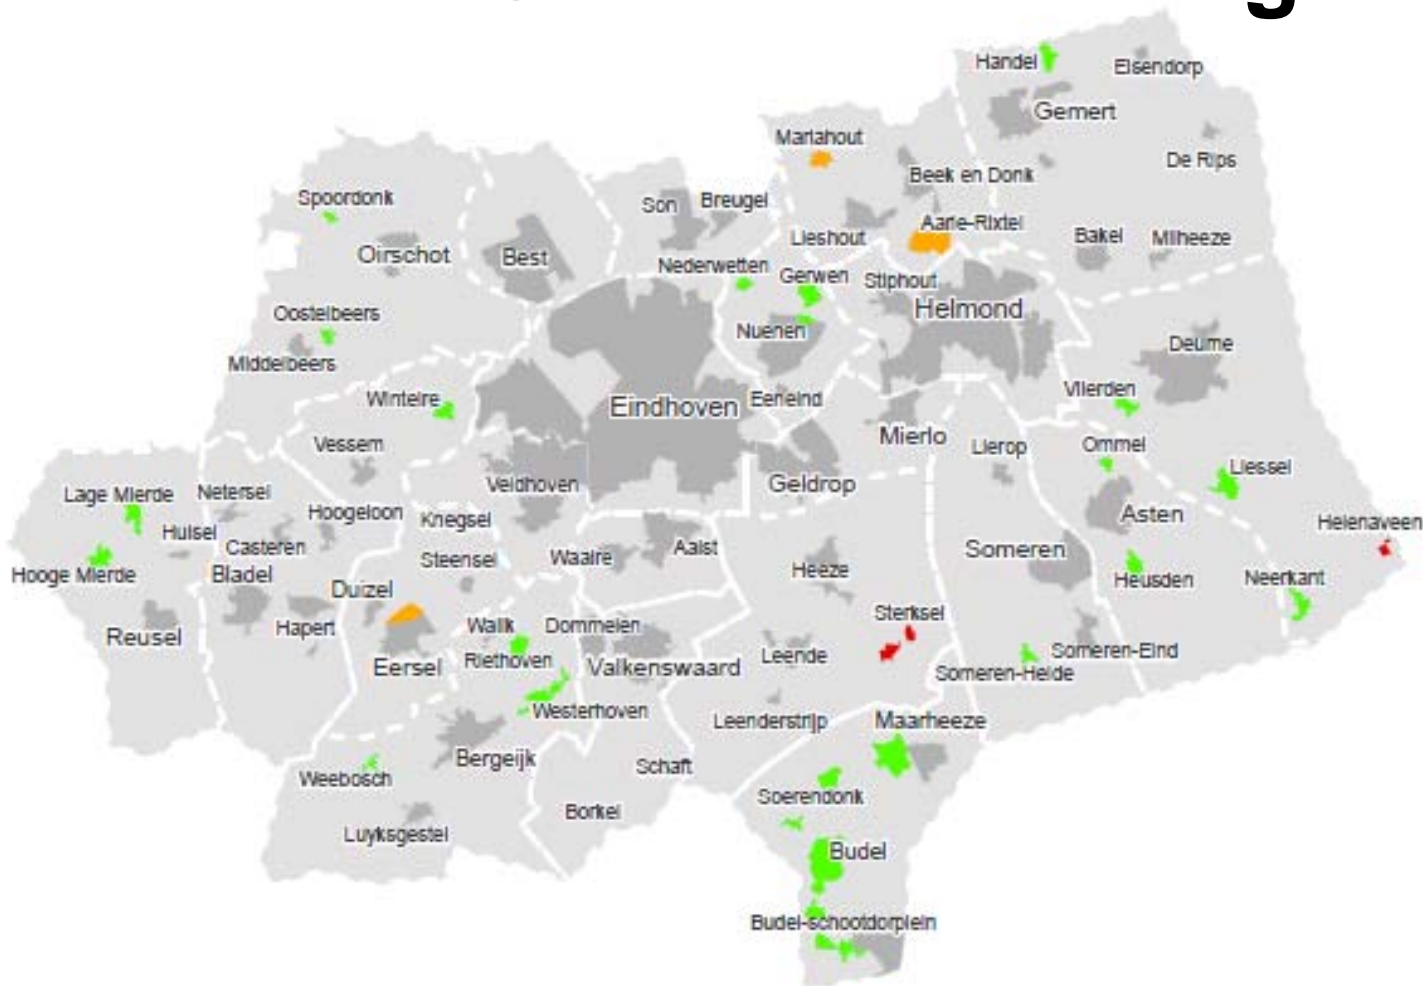 Handel
Elsendorp
Gemert
Mariahout
De Rips
Beek en Donk
Spoordonk
Son
Breugel
Aarle-Rixtel
Lieshout
Bakel
Milheeze
Oirschot
Best
Nederwetten
Gerwen
Stiphout
Helmond
Oostelbeers
Nuenen
Deurne
Middelbeers
Vlierden
Wintelre
Eindhoven
Eeneind
Mierlo
Lierop
Ommel
Vessem
Liessel
Geldrop
Veldhoven
Lage Mierde
Netersel
Hoogeloon
Knegsel
Asten
Helenaveen
Hulsel
Casteren
Steensel
Waalre
Aalst
Someren
Hooge Mierde
Bladel
Duizel
Heeze
Heusden
Neerkant
Sterksel
Reusel
Hapert
Walik
Dommelen
Eersel
Riethoven
Valkenswaard
Leende
Someren-Eind
Someren-Heide
Westerhoven
Leenderstrijp
Maarheeze
Bergeijk
Schaft
Weebosch
Soerendonk
Borkel
Luyksgestel
Budel
Budel-schootdorplein